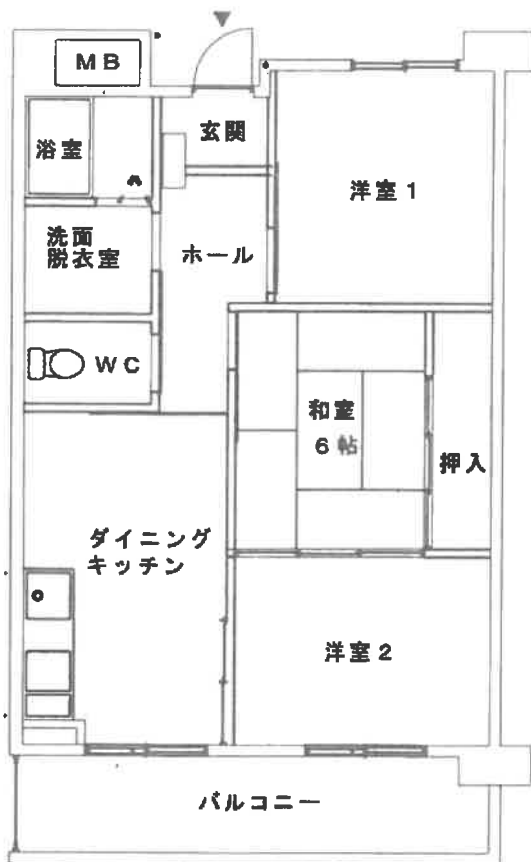 MB
浴室
玄関
洋室1
洗面
脱衣室
ホール
WC
和室
6帖
押入
ダイニング
キッチン
洋室2
バルコニー